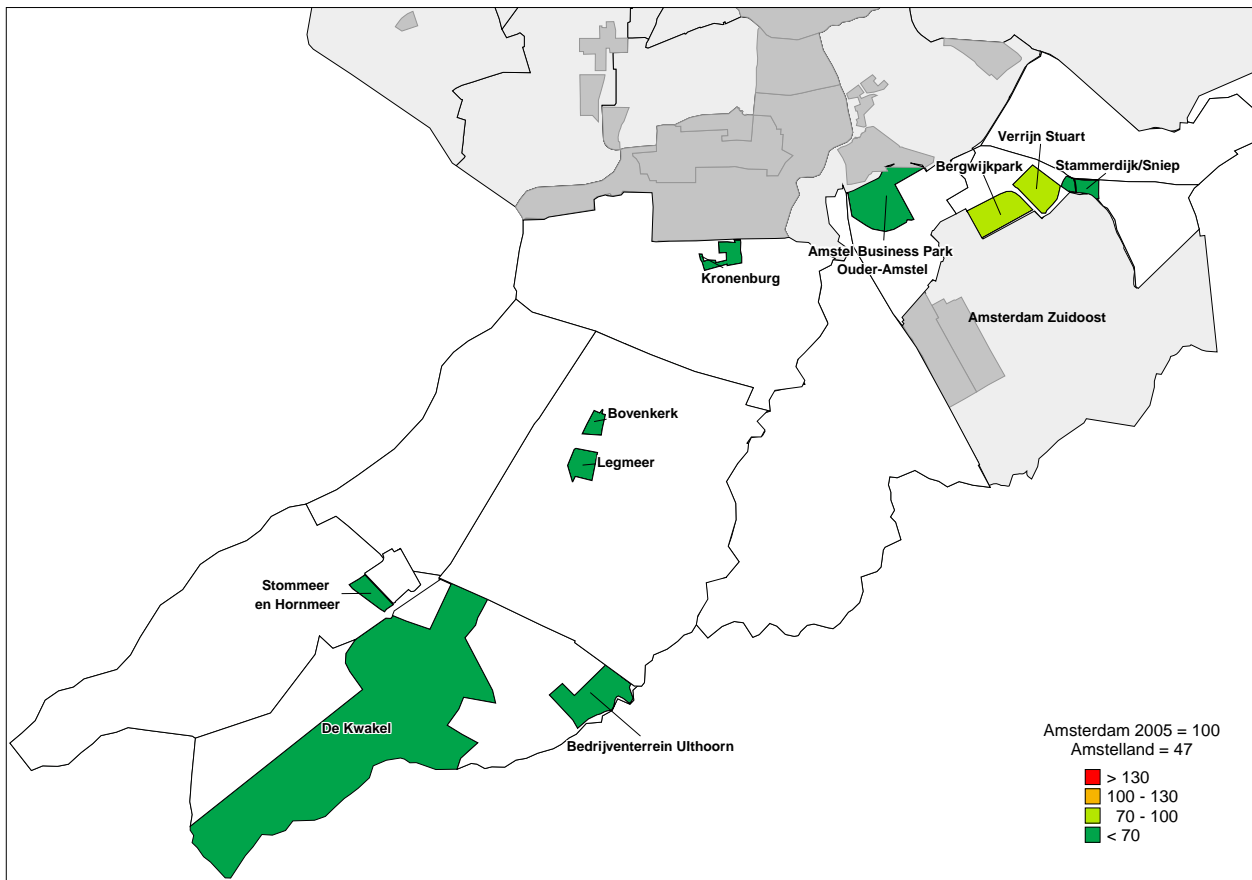 Verrijn Stuart
Bergwijkpark
Stammerdijk/Sniep
Amstel Business Park
Ouder-Amstel
Kronenburg
Amsterdam Zuidoost
Bovenkerk
Legmeer
Stommeer
en Hornmeer
De Kwakel
Bedrijventerrein UIthoorn
Amsterdam 2005 = 100
Amstelland = 47
> 130
100 - 130
70 - 100
< 70